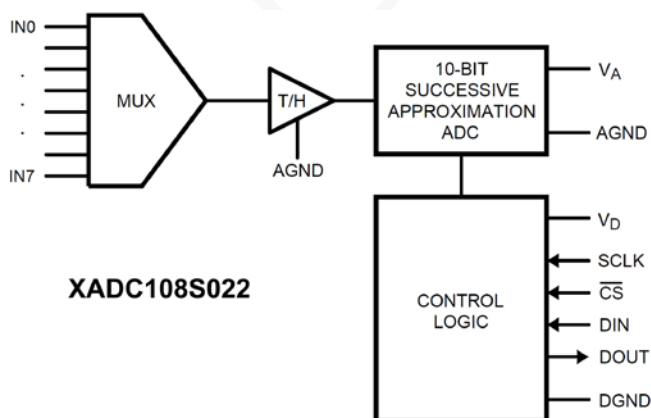 IN0
.
.
.
IN7
MUX
T/H
AGND
10-BIT
SUCCESSIVE
APPROXIMATION
ADC
VA
AGND
CONTROL
LOGIC
VD
SCLK
C̅S̅
DIN
DOUT
DGND
XADC108S022